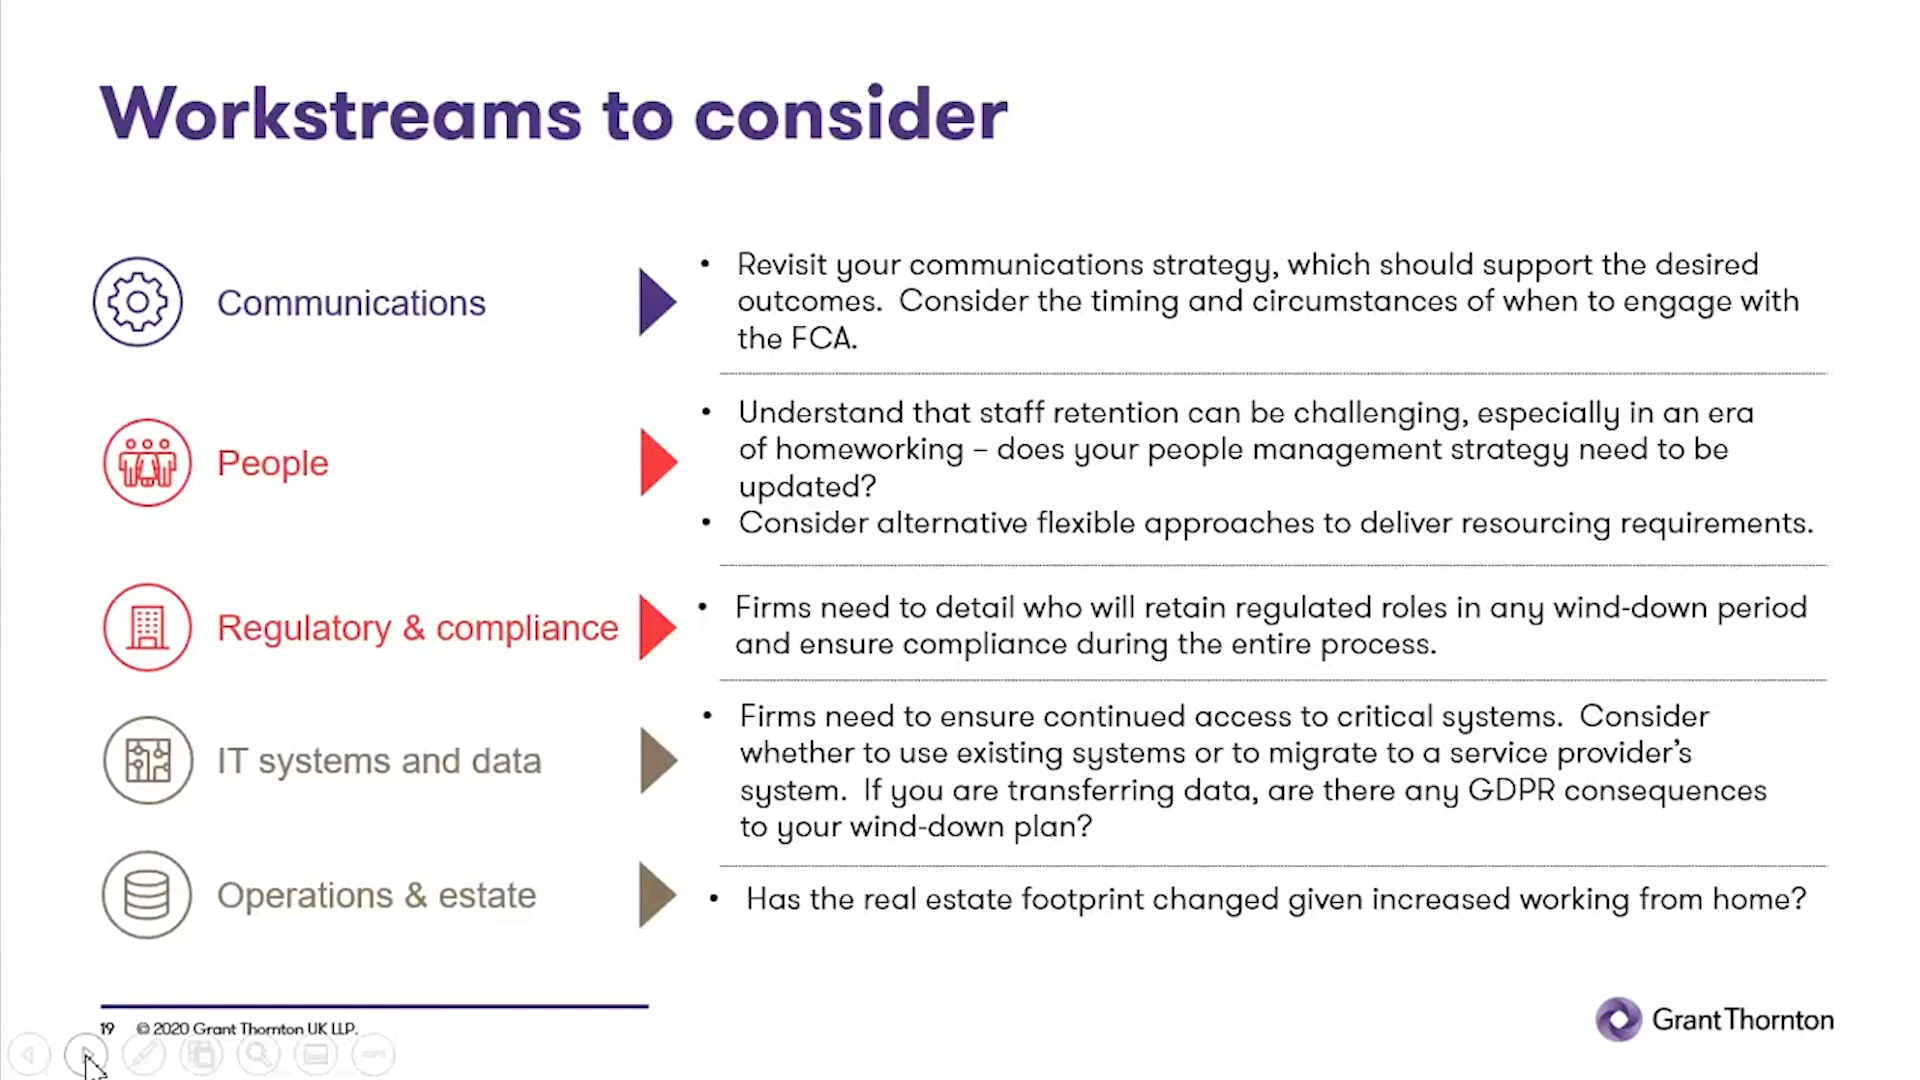 Workstreams to consider
Communications
• Revisit your communications strategy, which should support the desired
outcomes. Consider the timing and circumstances of when to engage with
the FCA.
People
• Understand that staff retention can be challenging, especially in an era
of homeworking – does your people management strategy need to be
updated?
• Consider alternative flexible approaches to deliver resourcing requirements.
Regulatory & compliance
• Firms need to detail who will retain regulated roles in any wind-down period
and ensure compliance during the entire process.
IT systems and data
• Firms need to ensure continued access to critical systems. Consider
whether to use existing systems or to migrate to a service provider’s
system. If you are transferring data, are there any GDPR consequences
to your wind-down plan?
Operations & estate
• Has the real estate footprint changed given increased working from home?
19 © 2020 Grant Thornton UK LLP.
Grant Thornton